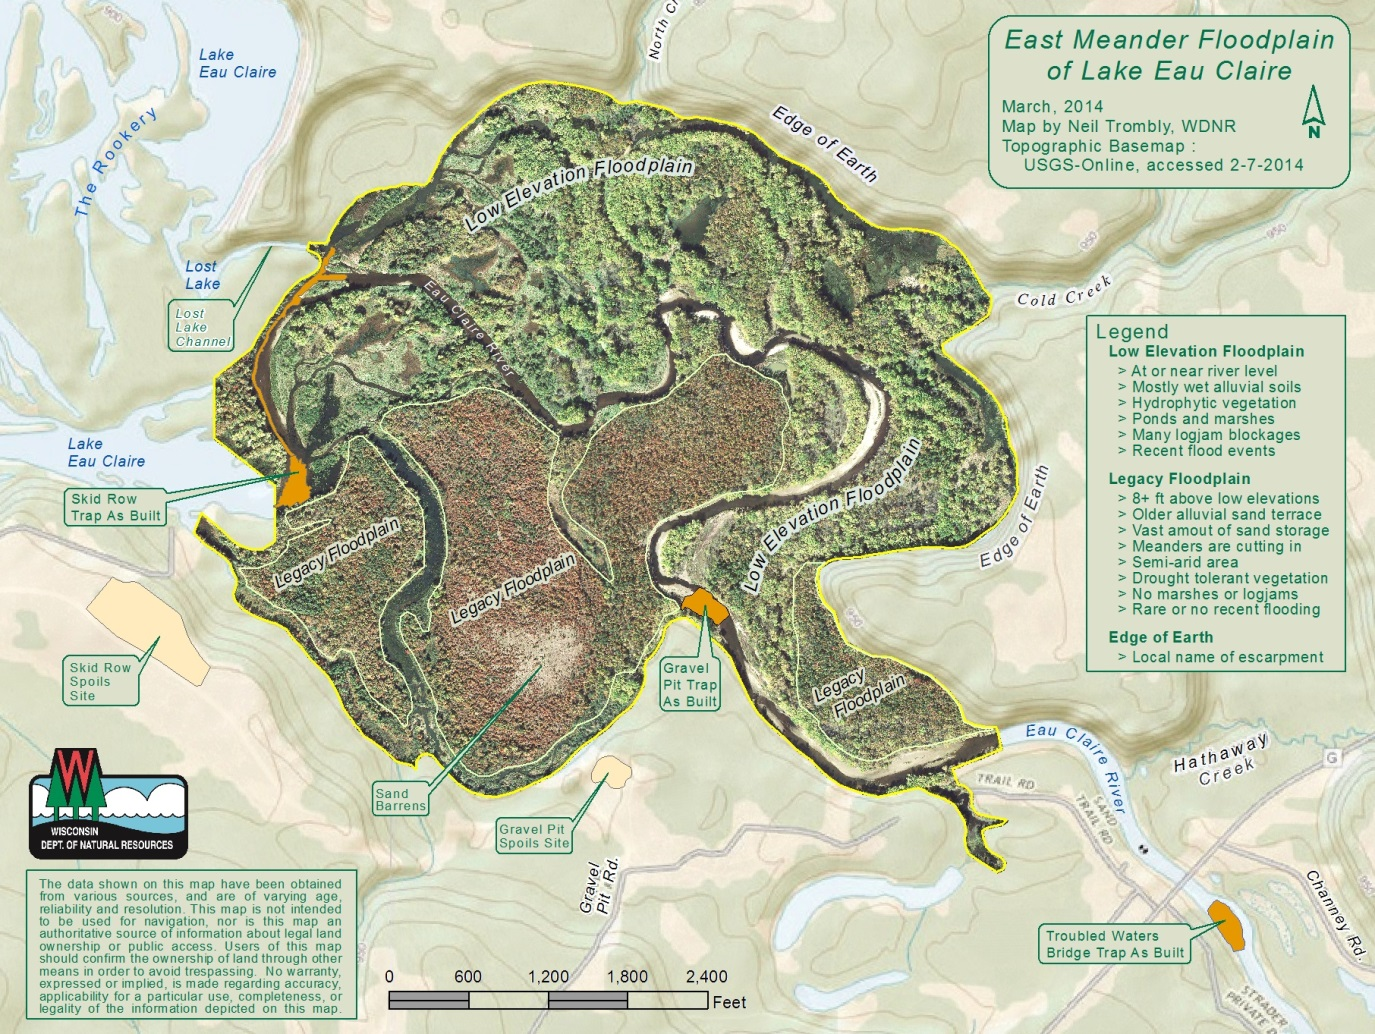 East Meander Floodplain
of Lake Eau Claire
March, 2014
Map by Neil Trombly, WDNR
Topographic Basemap :
USGS-Online, accessed 2-7-2014
N
900
Lake
Eau Claire
The Rookery
North Cr
Edge of Earth
Low Elevation Floodplain
950
950
Cold Creek
Lost
Lake
Lost
Lake
Channel
Eau Claire River
Legend
Low Elevation Floodplain
> At or near river level
> Mostly wet alluvial soils
> Hydrophytic vegetation
> Ponds and marshes
> Many logjam blockages
> Recent flood events
Legacy Floodplain
> 8+ ft above low elevations
> Older alluvial sand terrace
> Vast amout of sand storage
> Meanders are cutting in
> Semi-arid area
> Drought tolerant vegetation
> No marshes or logjams
> Rare or no recent flooding
Edge of Earth
> Local name of escarpment
Lake
Eau Claire
Skid Row
Trap As Built
Legacy Floodplain
Legacy Floodplain
Low Elevation Floodplain
Edge of Earth
950
Skid Row
Spoils
Site
Gravel
Pit Trap
As Built
Legacy
Floodplain
Sand
Barrens
Gravel Pit
Spoils Site
Eau Claire River
Hathaway
Creek
G
TRAIL RD
SAND
TRAIL RD
Gravel
Pit Rd.
Channey Rd.
950
Troubled Waters
Bridge Trap As Built
STRADER
PRIVATE D
W
WISCONSIN
DEPT. OF NATURAL RESOURCES
The data shown on this map have been obtained
from various sources, and are of varying age,
reliability and resolution. This map is not intended
to be used for navigation, nor is this map an
authoritative source of information about legal land
ownership or public access. Users of this map
should confirm the ownership of land through other
means in order to avoid trespassing. No warranty,
expressed or implied, is made regarding accuracy,
applicability for a particular use, completeness, or
legality of the information depicted on this map.
0 600 1,200 1,800 2,400
Feet